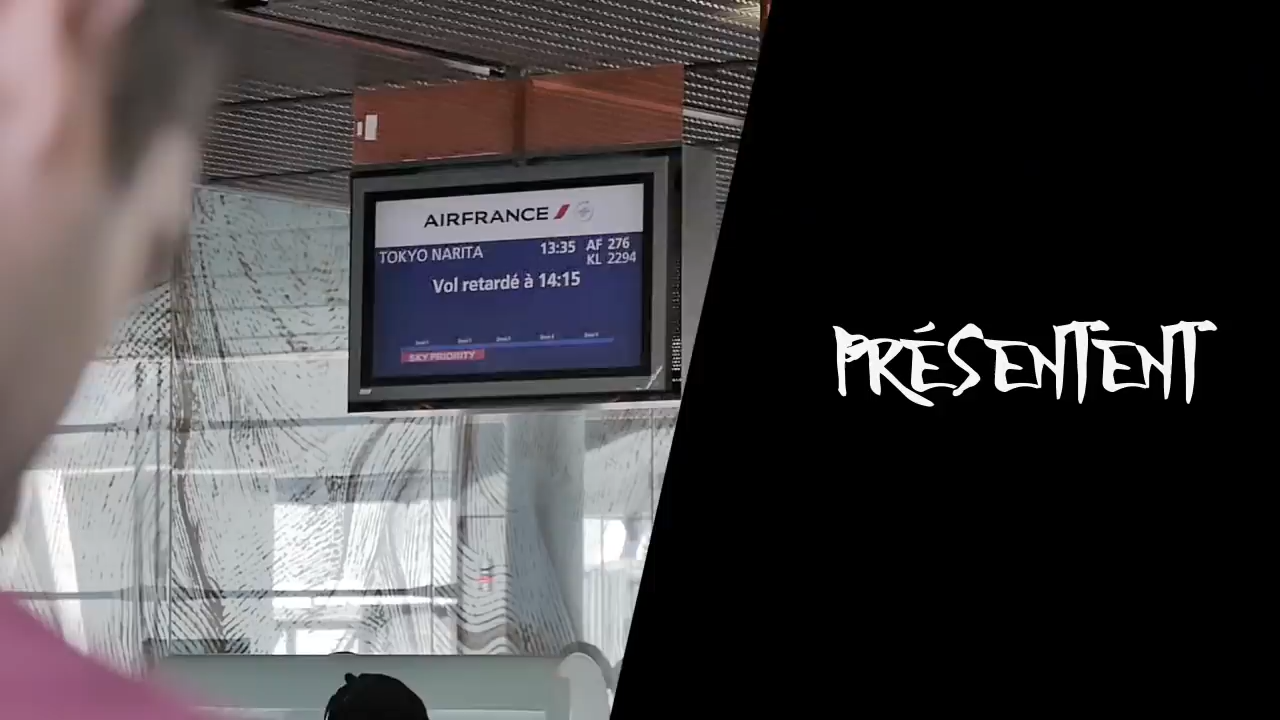 AIRFRANCE
TOKYO NARITA 13:35 AF 276
KL 2294
Vol retardé à 14:15
SKY PRIORITY
PRÉSENTENT